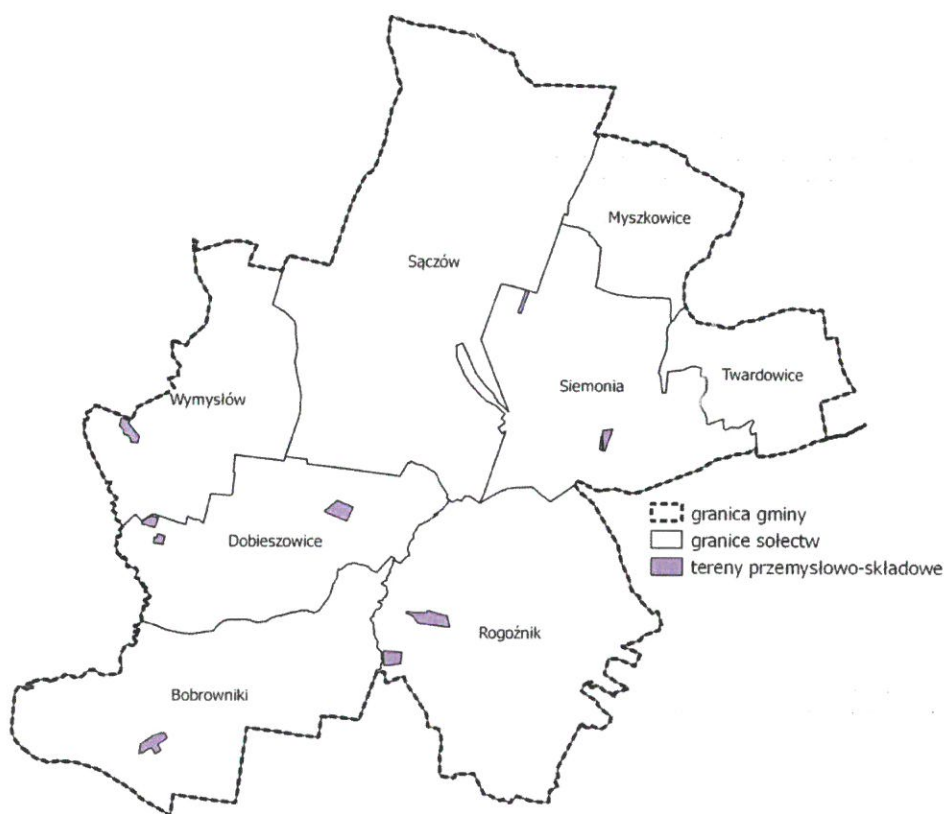 Myszkowice
Sączów
Siemonia
Twardowice
Wymysłów
Dobieszowice
Rogoźnik
Bobrowniki
granica gminy
granice sołectw
tereny przemysłowo-składowe